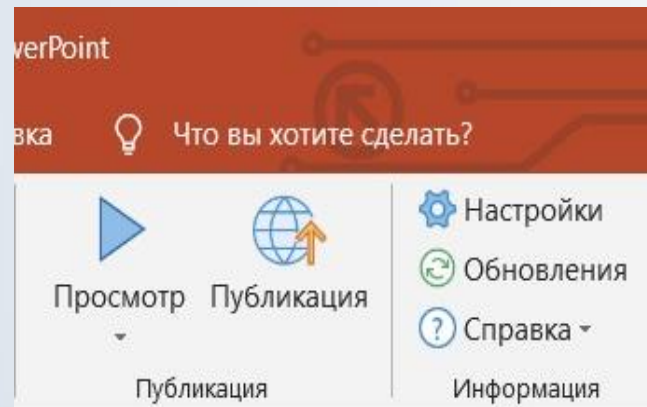 werPoint
вка Что вы хотите сделать?
Настройки
Обновления
Просмотр Публикация
Справка
Публикация Информация